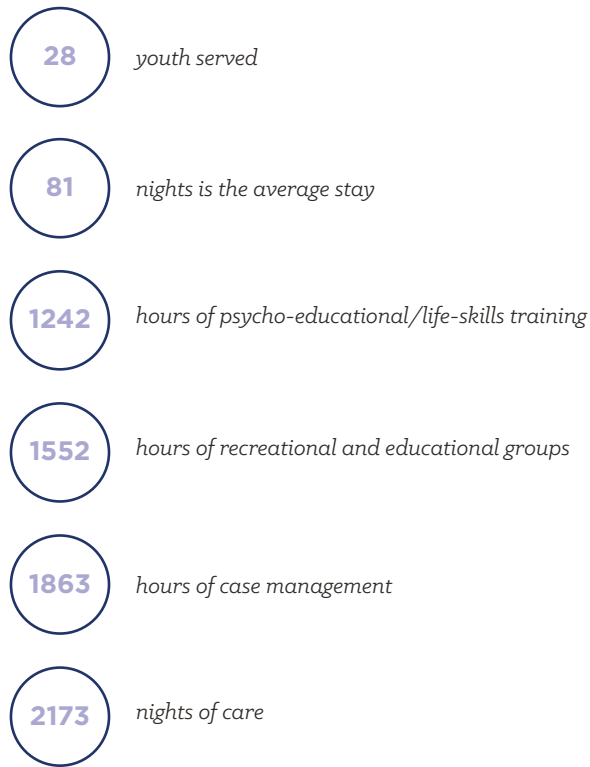 28 youth served
81 nights is the average stay
1242 hours of psycho-educational/life-skills training
1552 hours of recreational and educational groups
1863 hours of case management
2173 nights of care